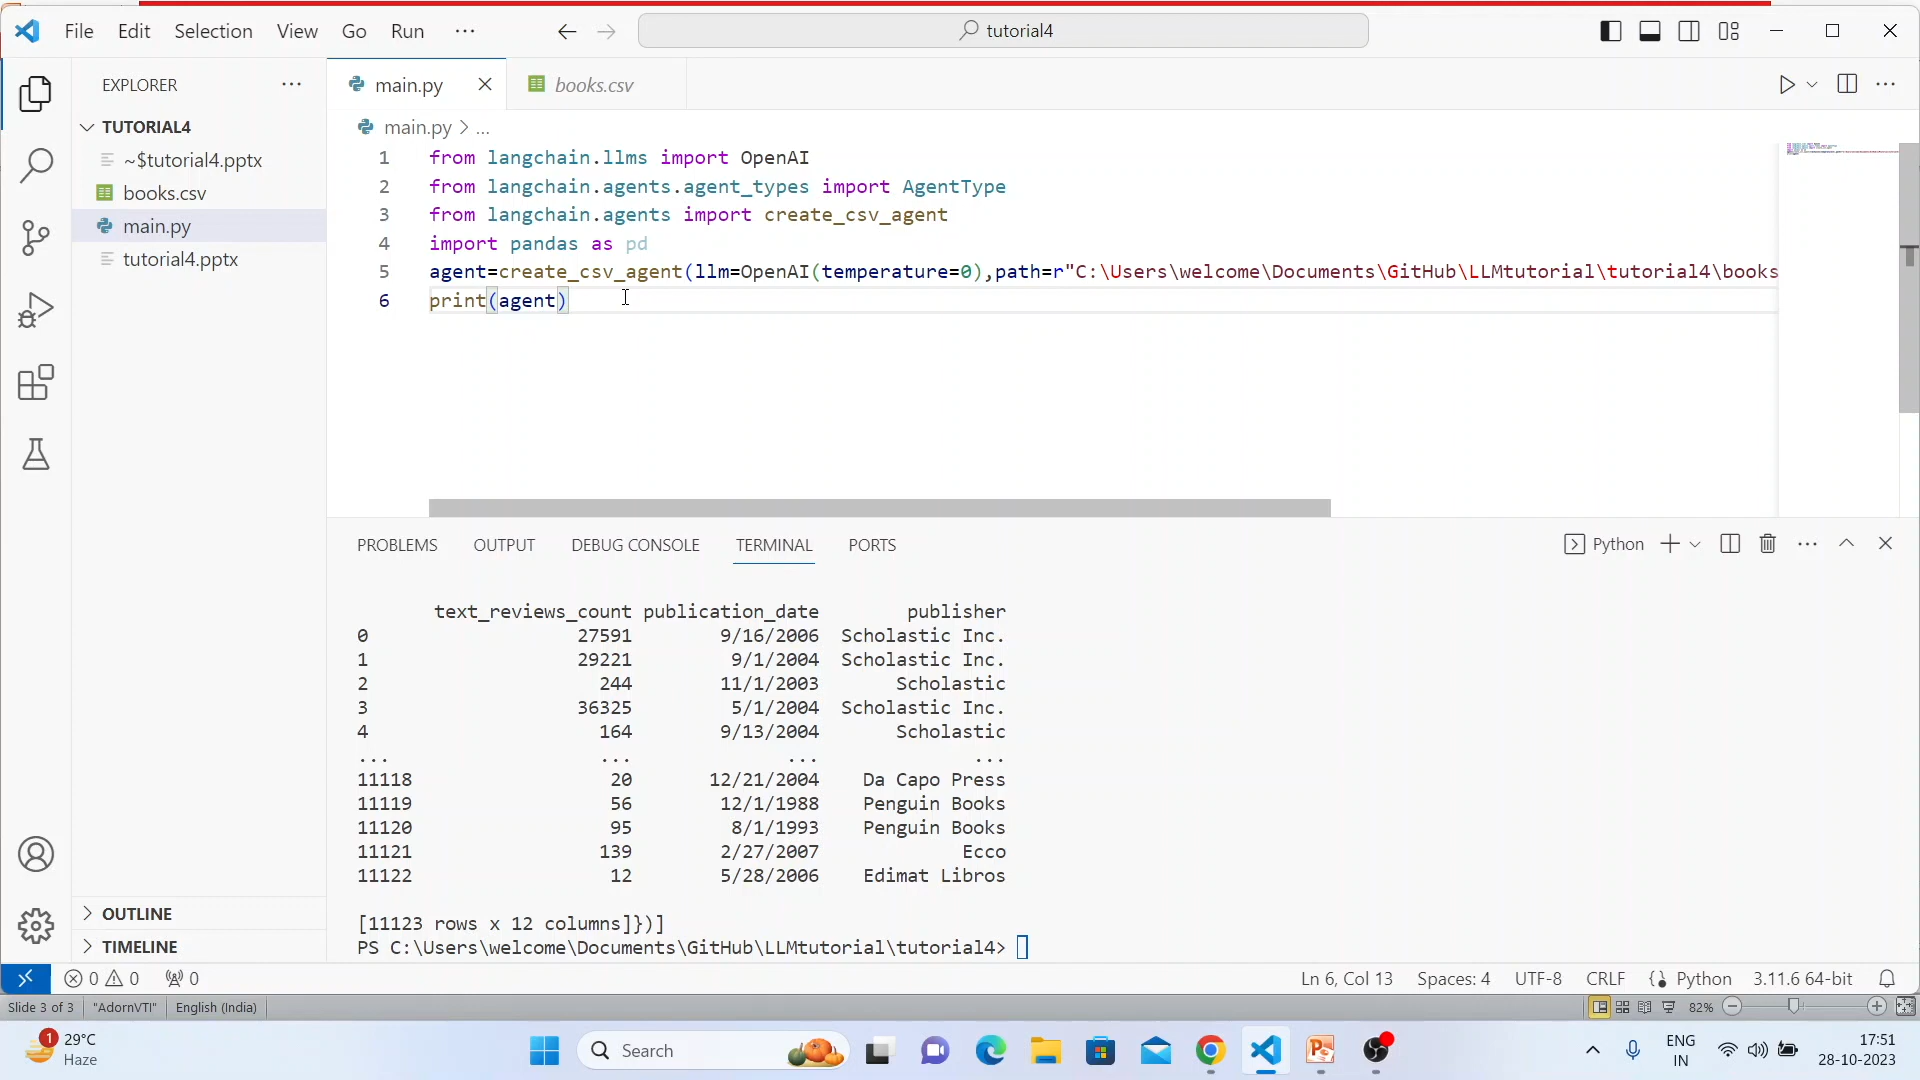 File Edit Selection View Go Run ... tutorial4
EXPLORER ...
main.py books.csv
TUTORIAL4
main.py > ...
~$tutorial4.pptx
books.csv
main.py
tutorial4.pptx
1 from langchain.llms import OpenAI
2 from langchain.agents.agent_types import AgentType
3 from langchain.agents import create_csv_agent
4 import pandas as pd
5 agent=create_csv_agent(llm=OpenAI(temperature=0),path=r"C:\Users\welcome\Documents\GitHub\LLMtutorial\tutorial4\books
6 print(agent)
PROBLEMS OUTPUT DEBUG CONSOLE TERMINAL PORTS Python
text_reviews_count publication_date publisher
0 27591 9/16/2006 Scholastic Inc.
1 29221 9/1/2004 Scholastic Inc.
2 244 11/1/2003 Scholastic
3 36325 5/1/2004 Scholastic Inc.
4 164 9/13/2004 Scholastic
... ... ... ...
11118 20 12/21/2004 Da Capo Press
11119 56 12/1/1988 Penguin Books
11120 95 8/1/1993 Penguin Books
11121 139 2/27/2007 Ecco
11122 12 5/28/2006 Edimat Libros
[11123 rows x 12 columns]})]
PS C:\Users\welcome\Documents\GitHub\LLMtutorial\tutorial4>
OUTLINE
TIMELINE
0 0 0 Ln 6, Col 13 Spaces: 4 UTF-8 CRLF Python 3.11.6 64-bit
Slide 3 of 3 "AdornVTI" English (India) 82%
1 29°C
Haze
Search
ENG
IN
17:51
28-10-2023